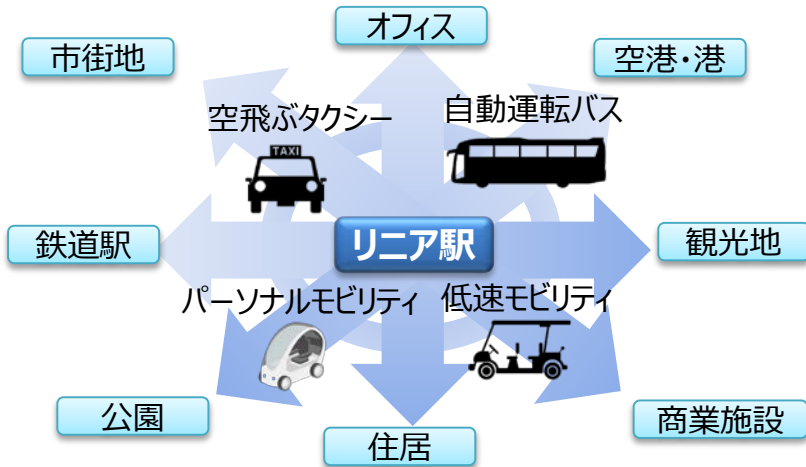 オフィス
市街地
空港・港
空飛ぶタクシー
自動運転バス
TAXI
鉄道駅
リニア駅
観光地
パーソナルモビリティ
低速モビリティ
公園
商業施設
住居